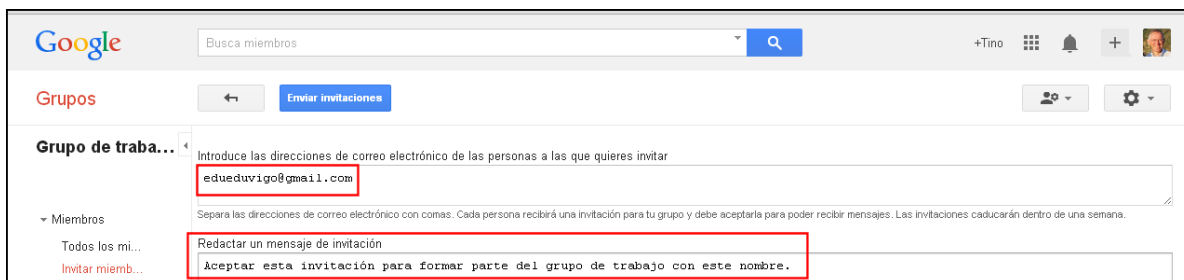 Google
Busca miembros
+Tino
Grupos
Enviar invitaciones
Grupo de traba...
Introduce las direcciones de correo electrónico de las personas a las que quieres invitar
edueduvigo@gmail.com
Separa las direcciones de correo electrónico con comas. Cada persona recibirá una invitación para tu grupo y debe aceptarla para poder recibir mensajes. Las invitaciones caducarán dentro de una semana.
Miembros
Todos los mi...
Invitar miemb...
Redactar un mensaje de invitación
Aceptar esta invitación para formar parte del grupo de trabajo con este nombre.